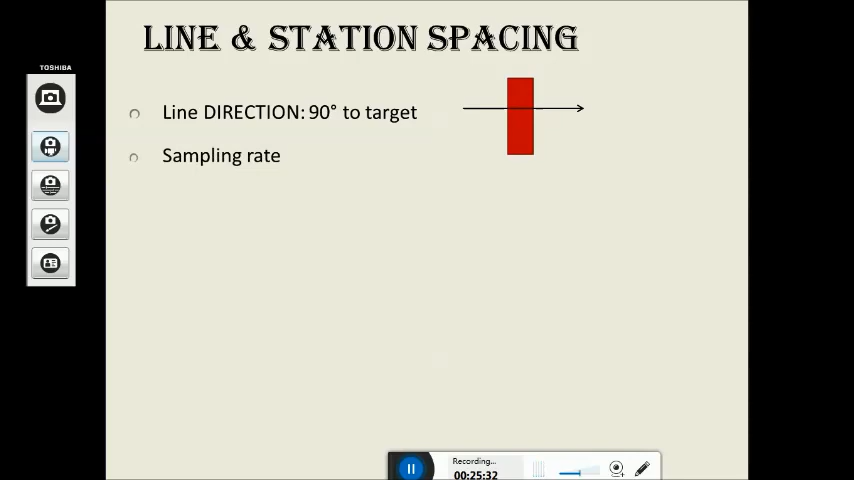 LINE & STATION SPACING
TOSHIBA
Line DIRECTION: 90° to target
Sampling rate
Recording...
00:25:32